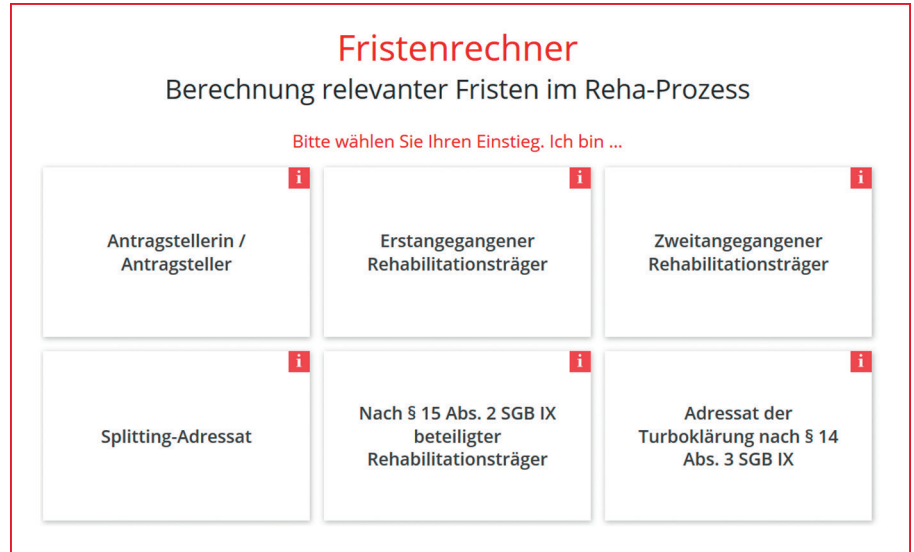 Fristenrechner
Berechnung relevanter Fristen im Reha-Prozess
Bitte wählen Sie Ihren Einstieg. Ich bin ...
i
Antragstellerin /
Antragsteller
i
Erstangegangener
Rehabilitationsträger
i
Zweitangegangener
Rehabilitationsträger
i
Splitting-Adressat
i
Nach § 15 Abs. 2 SGB IX
beteiligter
Rehabilitationsträger
i
Adressat der
Turboklärung nach § 14
Abs. 3 SGB IX